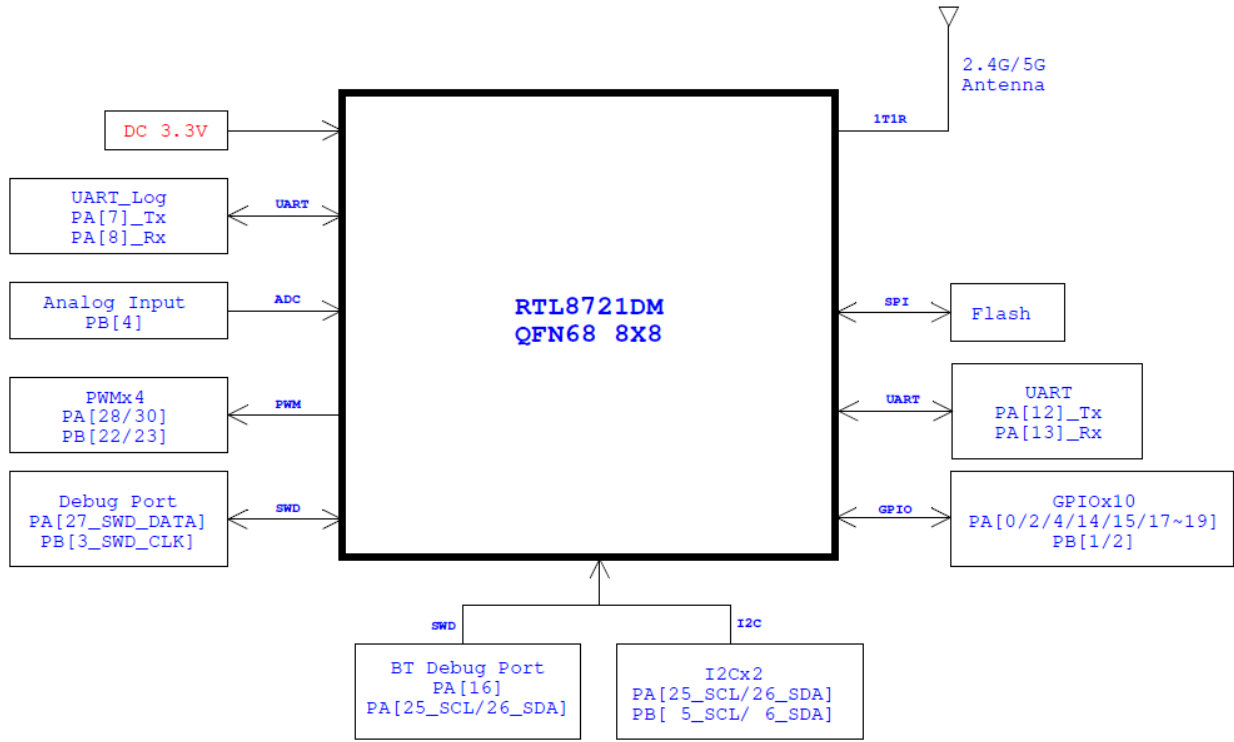 2.4G/5G
Antenna
1T1R
DC 3.3V
UART_Log
PA[7]_Tx
PA[8]_Rx
UART
Analog Input
PB[4]
ADC
RTL8721DM
QFN68 8X8
SPI
Flash
PWMx4
PA[28/30]
PB[22/23]
PWM
UART
UART
PA[12]_Tx
PA[13]_Rx
Debug Port
PA[27_SWD_DATA]
PB[3_SWD_CLK]
SWD
GPIO
GPIOx10
PA[0/2/4/14/15/17~19]
PB[1/2]
SWD
I2C
BT Debug Port
PA[16]
PA[25_SCL/26_SDA]
I2Cx2
PA[25_SCL/26_SDA]
PB[ 5_SCL/ 6_SDA]